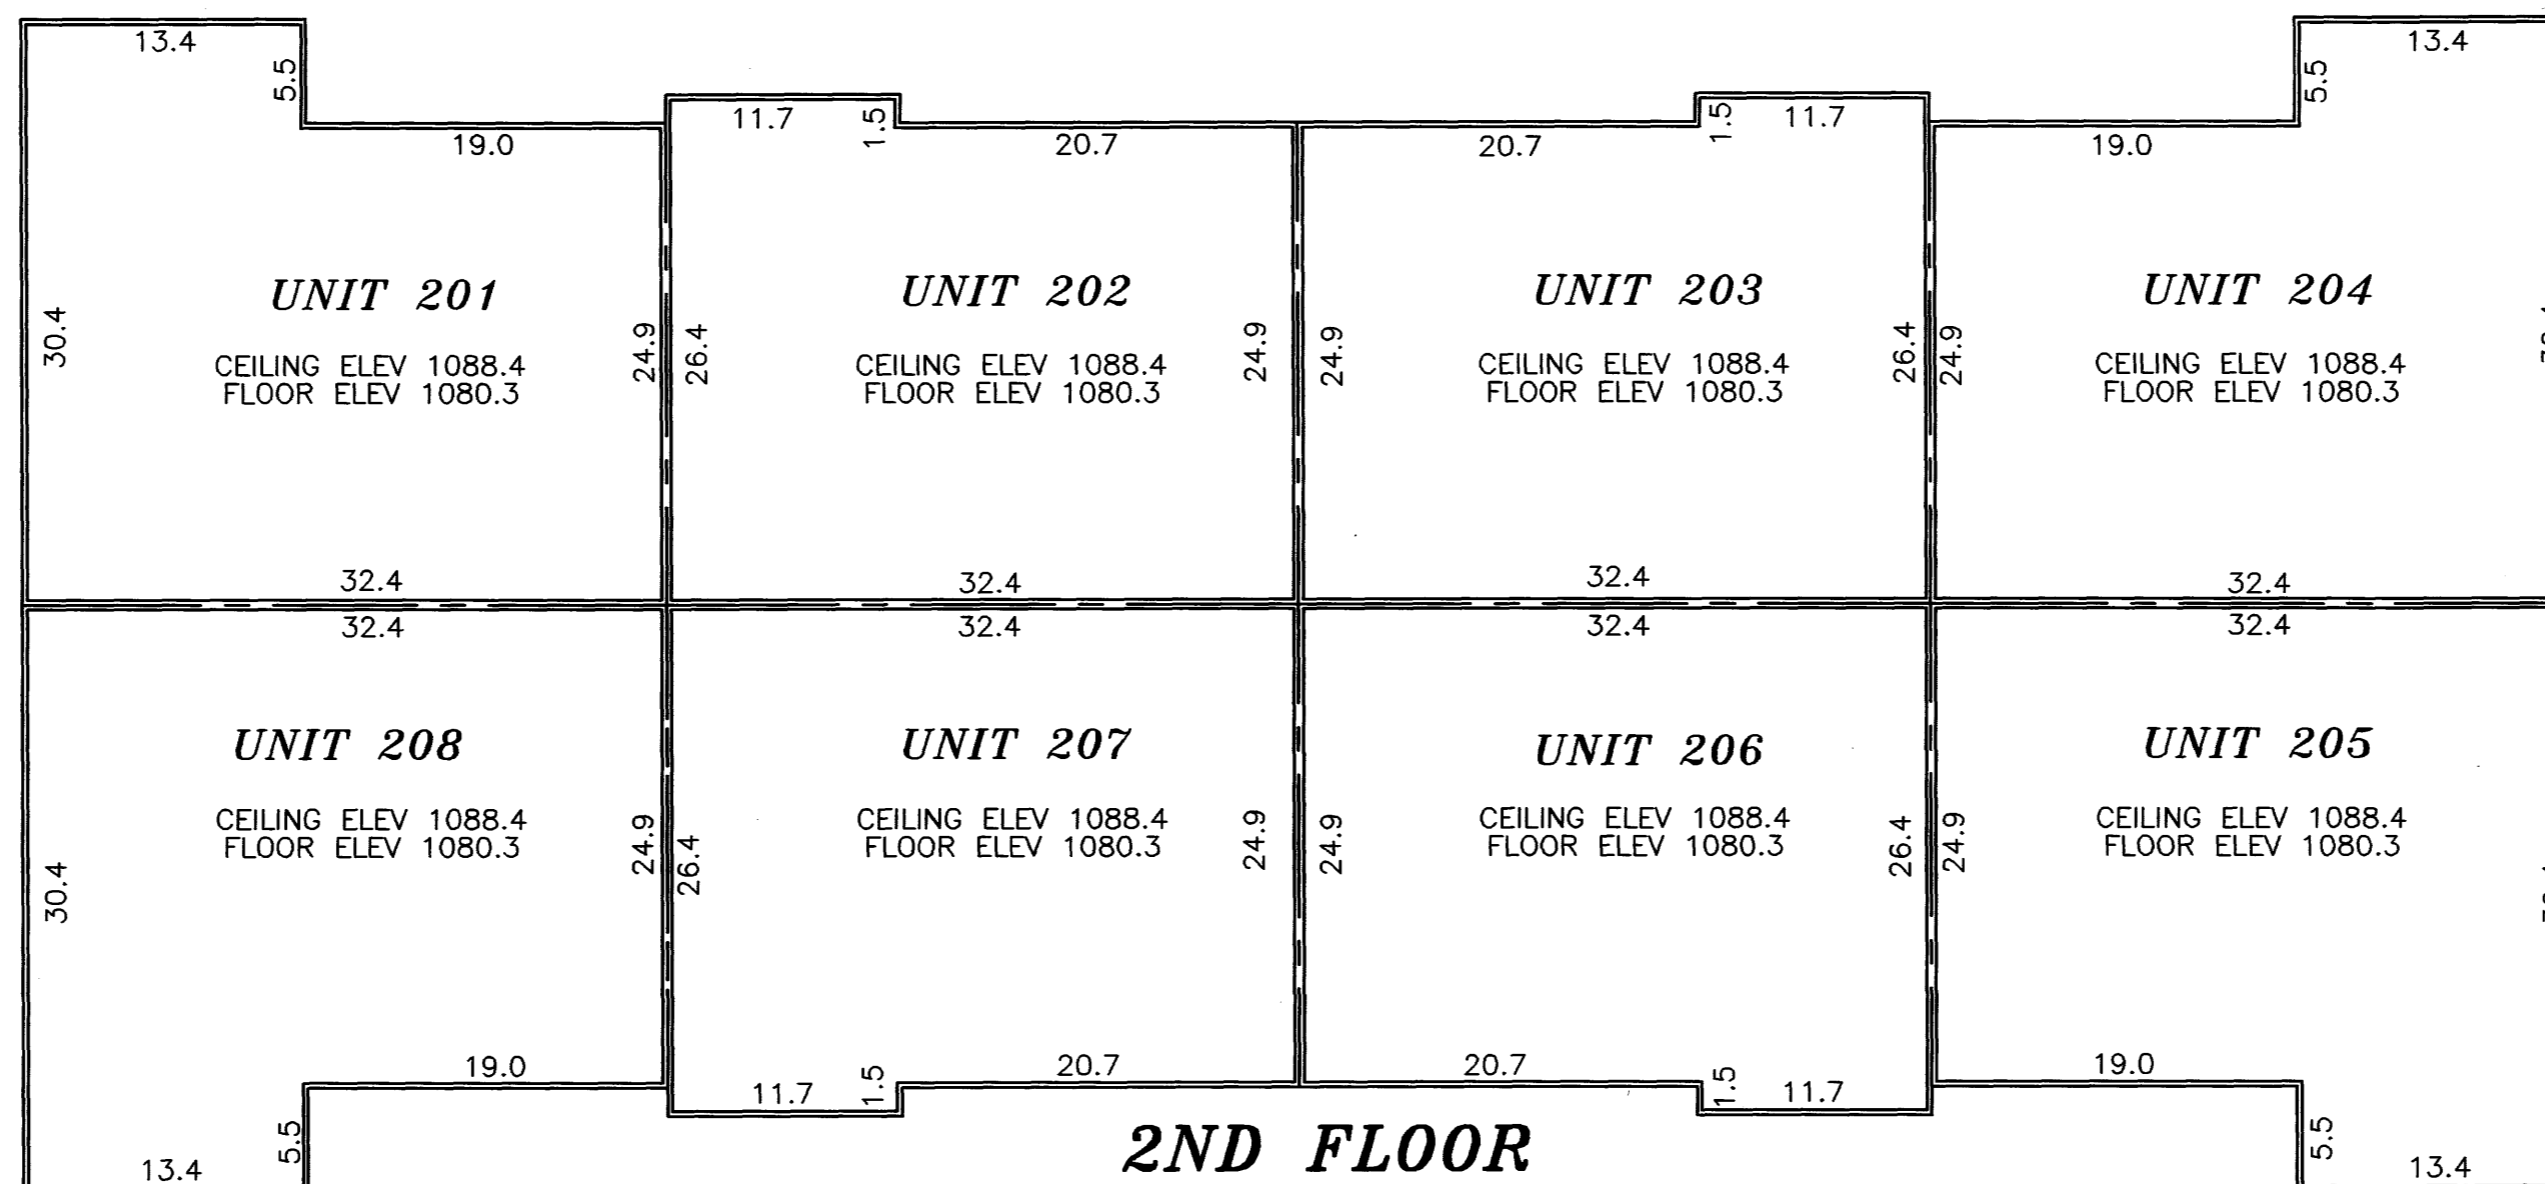 13.4
13.4
5.5
5.5
11.7
1.5
1.5
11.7
19.0
20.7
20.7
19.0
UNIT 201
UNIT 202
UNIT 203
UNIT 204
30.4
24.9
26.4
24.9
24.9
26.4
24.9
CEILING ELEV 1088.4
FLOOR ELEV 1080.3
CEILING ELEV 1088.4
FLOOR ELEV 1080.3
CEILING ELEV 1088.4
FLOOR ELEV 1080.3
CEILING ELEV 1088.4
FLOOR ELEV 1080.3
32.4
32.4
32.4
32.4
32.4
32.4
32.4
32.4
UNIT 208
UNIT 207
UNIT 206
UNIT 205
CEILING ELEV 1088.4
FLOOR ELEV 1080.3
CEILING ELEV 1088.4
FLOOR ELEV 1080.3
CEILING ELEV 1088.4
FLOOR ELEV 1080.3
CEILING ELEV 1088.4
FLOOR ELEV 1080.3
30.4
24.9
26.4
24.9
24.9
26.4
24.9
19.0
20.7
20.7
19.0
11.7
1.5
1.5
11.7
5.5
5.5
13.4
13.4
2ND FLOOR